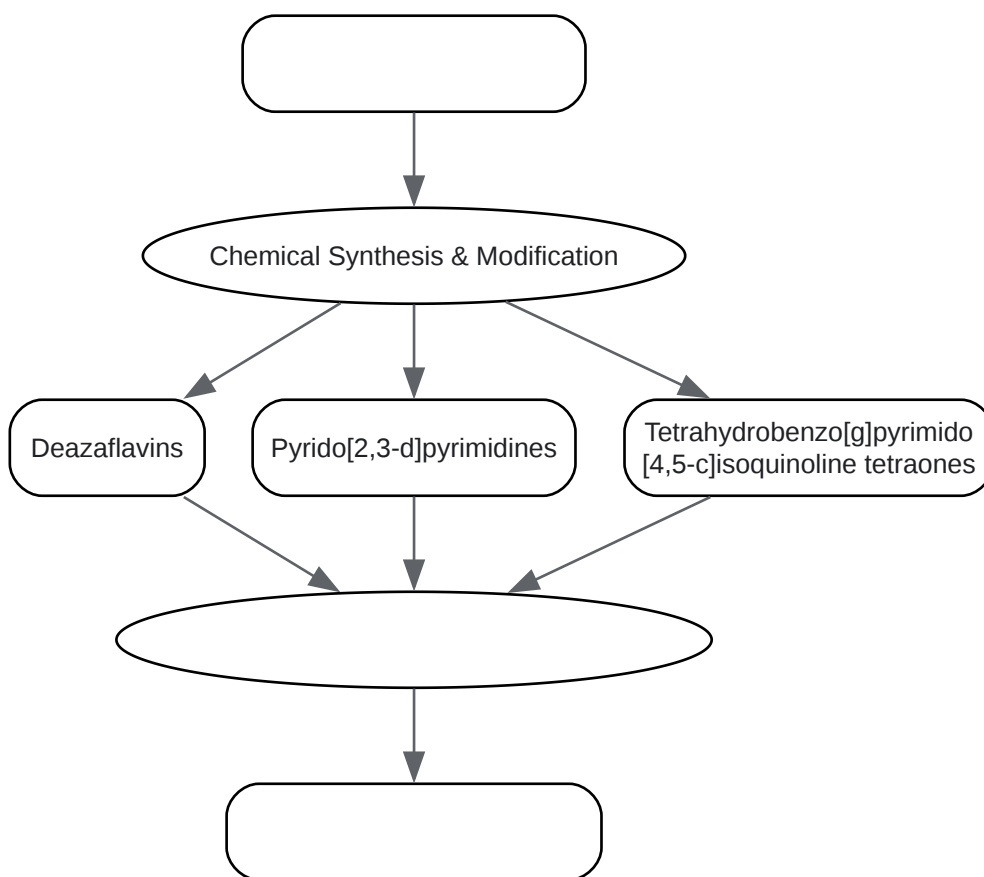 Chemical Synthesis & Modification
Deazaflavins
Pyrido[2,3-d]pyrimidines
Tetrahydrobenzo[g]pyrimido
[4,5-c]isoquinoline tetraones